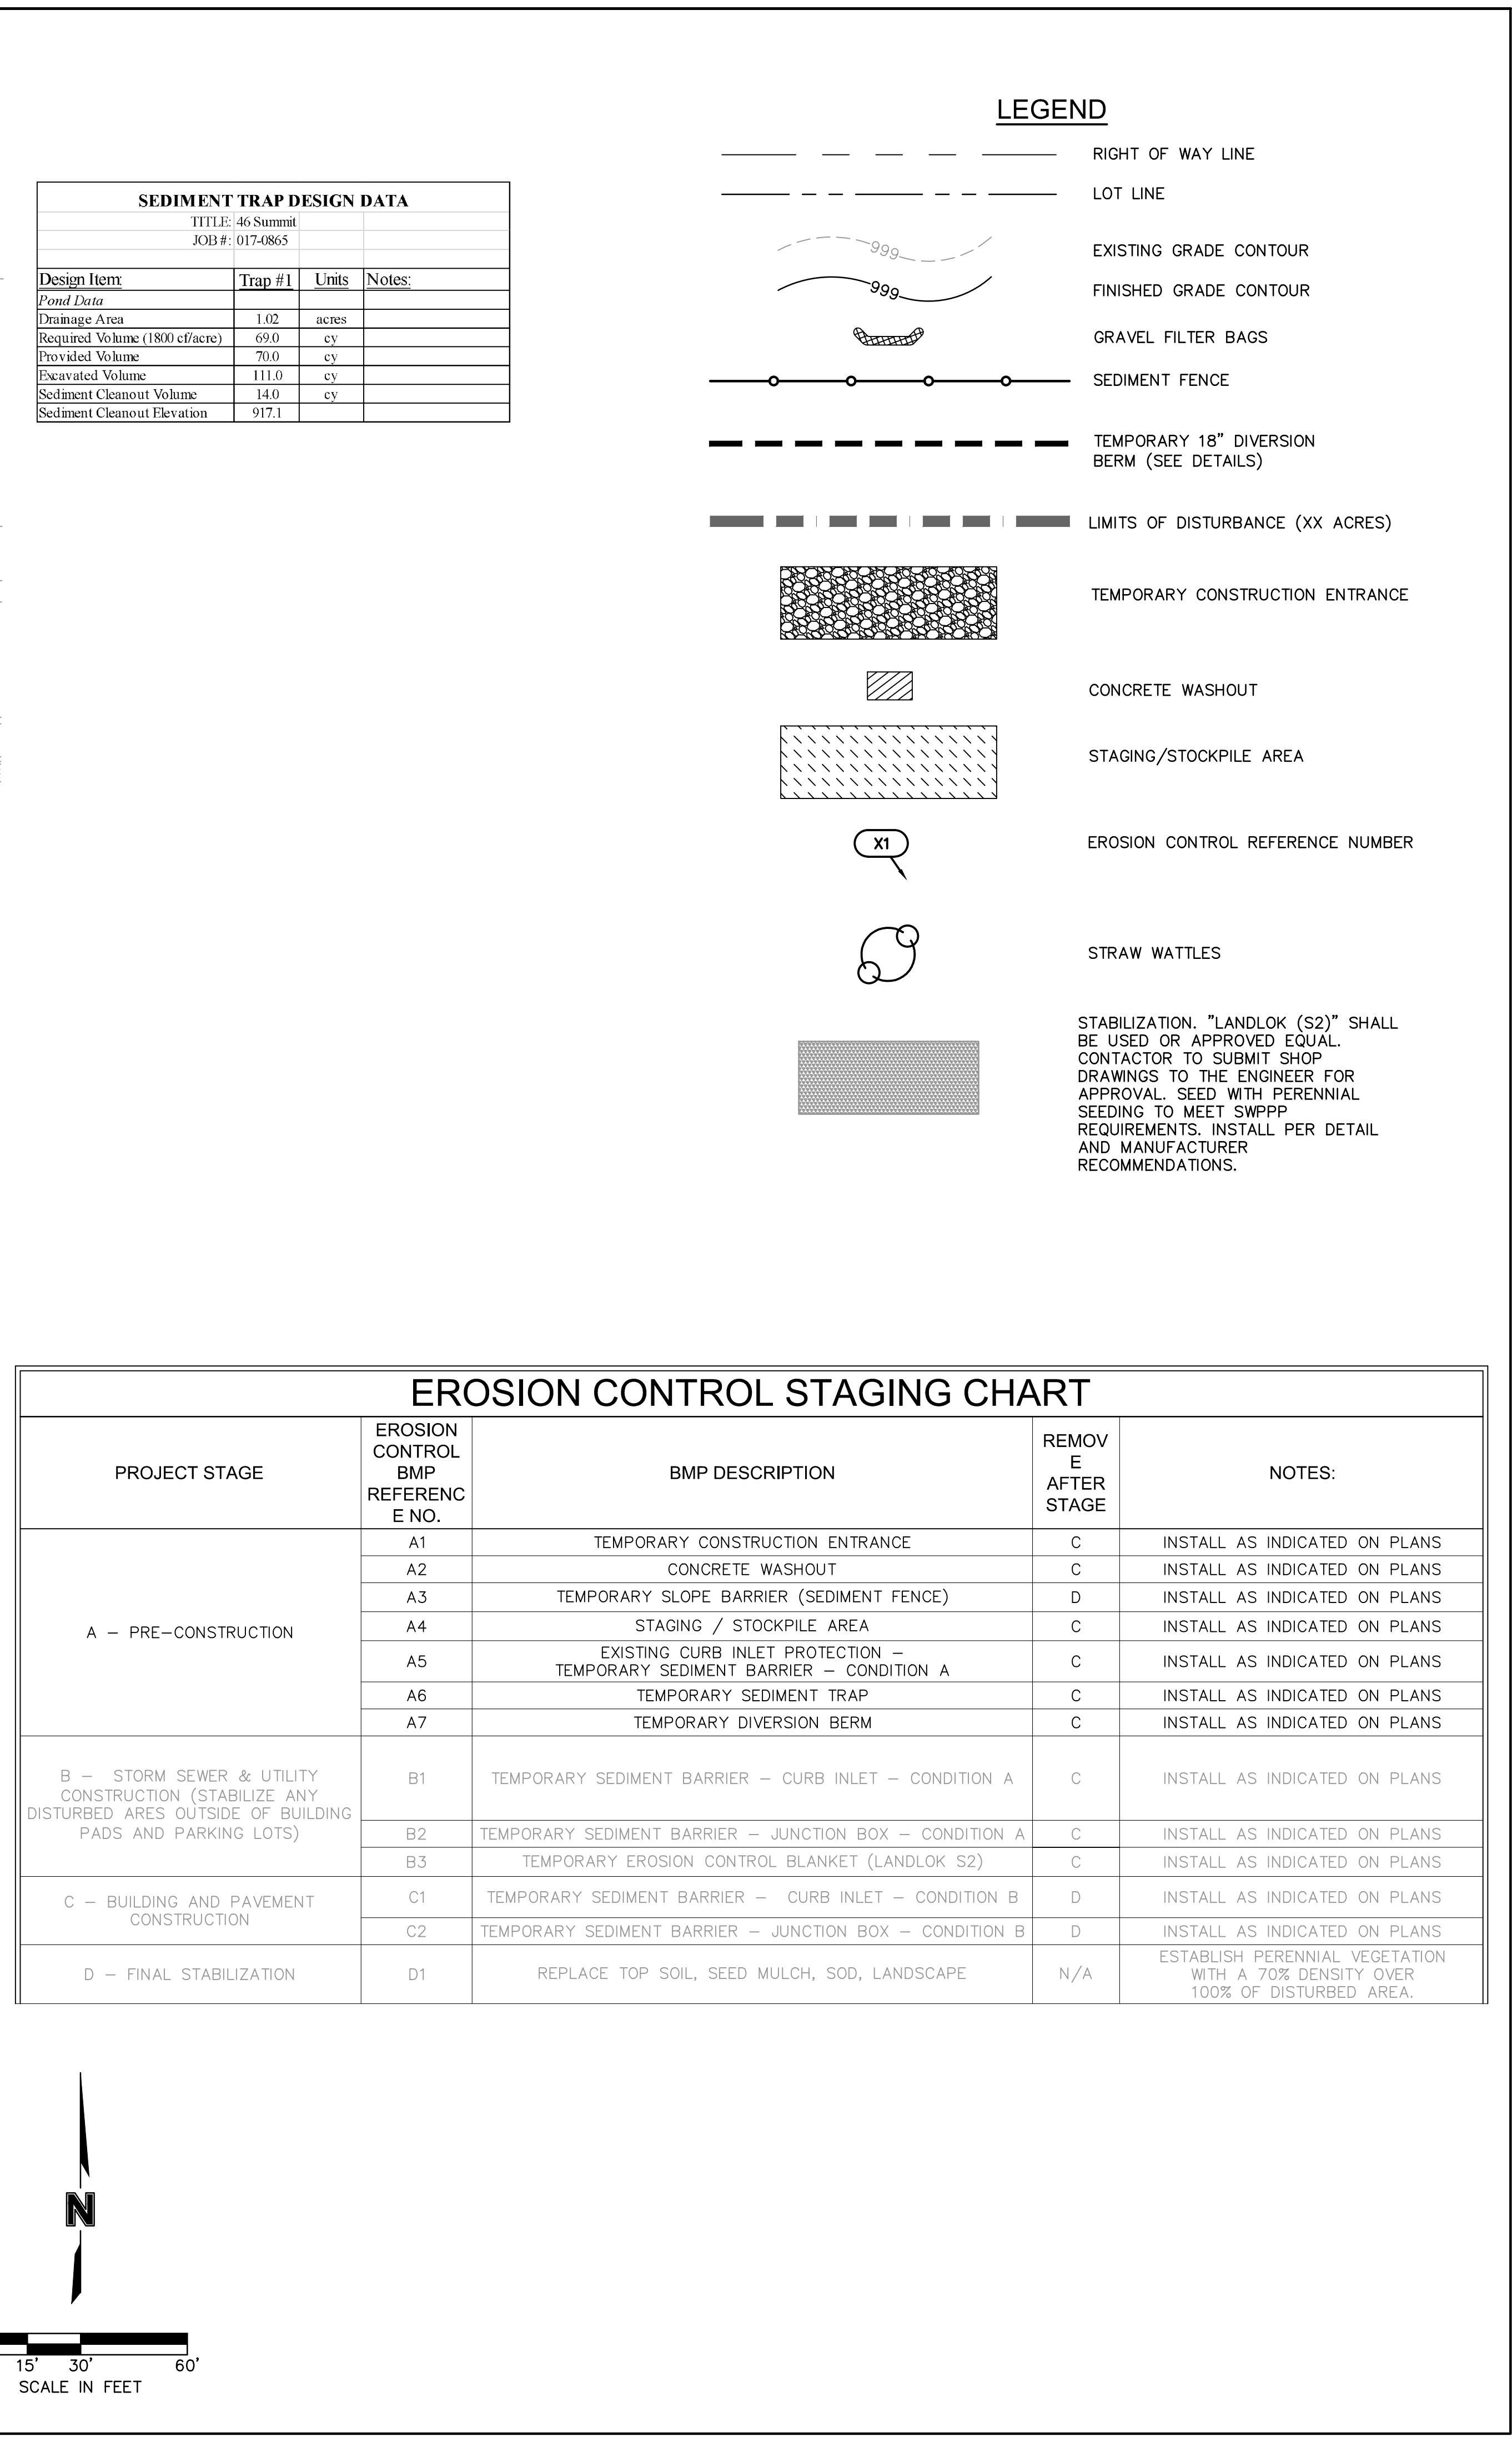 LEGEND
RIGHT OF WAY LINE
LOT LINE
999
EXISTING GRADE CONTOUR
999
FINISHED GRADE CONTOUR
GRAVEL FILTER BAGS
SEDIMENT FENCE
TEMPORARY 18" DIVERSION
BERM (SEE DETAILS)
LIMITS OF DISTURBANCE (XX ACRES)
TEMPORARY CONSTRUCTION ENTRANCE
CONCRETE WASHOUT
STAGING/STOCKPILE AREA
X1
EROSION CONTROL REFERENCE NUMBER
STRAW WATTLES
STABILIZATION. "LANDLOK (S2)" SHALL
BE USED OR APPROVED EQUAL.
CONTACTOR TO SUBMIT SHOP
DRAWINGS TO THE ENGINEER FOR
APPROVAL. SEED WITH PERENNIAL
SEEDING TO MEET SWPPP
REQUIREMENTS. INSTALL PER DETAIL
AND MANUFACTURER
RECOMMENDATIONS.
SEDIMENT TRAP DESIGN DATA
TITLE: 46 Summit
JOB #: 017-0865
Design Item: Trap #1 Units Notes:
Pond Data
Drainage Area 1.02 acres
Required Volume (1800 cf/acre) 69.0 cy
Provided Volume 70.0 cy
Excavated Volume 111.0 cy
Sediment Cleanout Volume 14.0 cy
Sediment Cleanout Elevation 917.1
EROSION CONTROL STAGING CHART
PROJECT STAGE
EROSION
CONTROL
BMP
REFERENC
E NO.
BMP DESCRIPTION
REMOV
E
AFTER
STAGE
NOTES:
A – PRE–CONSTRUCTION
A1 TEMPORARY CONSTRUCTION ENTRANCE C INSTALL AS INDICATED ON PLANS
A2 CONCRETE WASHOUT C INSTALL AS INDICATED ON PLANS
A3 TEMPORARY SLOPE BARRIER (SEDIMENT FENCE) D INSTALL AS INDICATED ON PLANS
A4 STAGING / STOCKPILE AREA C INSTALL AS INDICATED ON PLANS
A5
EXISTING CURB INLET PROTECTION –
TEMPORARY SEDIMENT BARRIER – CONDITION A
C INSTALL AS INDICATED ON PLANS
A6 TEMPORARY SEDIMENT TRAP C INSTALL AS INDICATED ON PLANS
A7 TEMPORARY DIVERSION BERM C INSTALL AS INDICATED ON PLANS
B – STORM SEWER & UTILITY
CONSTRUCTION (STABILIZE ANY
DISTURBED ARES OUTSIDE OF BUILDING
PADS AND PARKING LOTS)
B1 TEMPORARY SEDIMENT BARRIER – CURB INLET – CONDITION A C INSTALL AS INDICATED ON PLANS
B2 TEMPORARY SEDIMENT BARRIER – JUNCTION BOX – CONDITION A C INSTALL AS INDICATED ON PLANS
B3 TEMPORARY EROSION CONTROL BLANKET (LANDLOK S2) C INSTALL AS INDICATED ON PLANS
C – BUILDING AND PAVEMENT
CONSTRUCTION
C1 TEMPORARY SEDIMENT BARRIER – CURB INLET – CONDITION B D INSTALL AS INDICATED ON PLANS
C2 TEMPORARY SEDIMENT BARRIER – JUNCTION BOX – CONDITION B D INSTALL AS INDICATED ON PLANS
D – FINAL STABILIZATION
D1 REPLACE TOP SOIL, SEED MULCH, SOD, LANDSCAPE N/A
ESTABLISH PERENNIAL VEGETATION
WITH A 70% DENSITY OVER
100% OF DISTURBED AREA.
N
15' 30' 60'
SCALE IN FEET